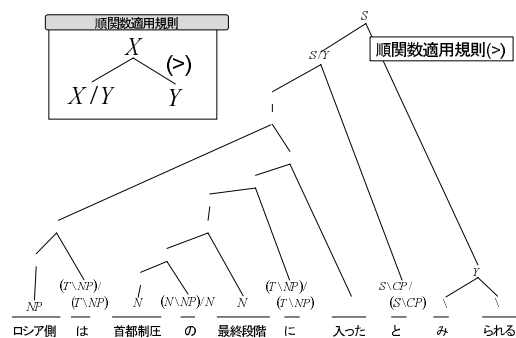 順関数適用規則
X
(>)
X/Y
Y
S
順関数適用規則(>)
S/Y
Y
NP
(T\NP)/
(T\NP)
N
(N\NP)/N
N
(T\NP)/
(T\NP)
S\CP/
(S\CP)
\
\
ロシア側 は 首都制圧 の 最終段階 に 入った と み られる